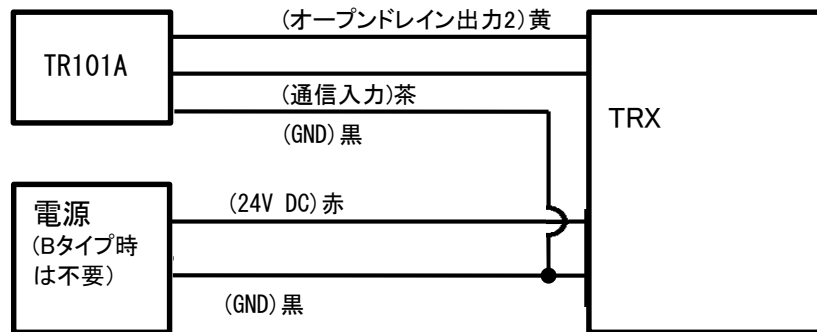 (オープンドレイン出力2)黄
TR101A
(通信入力)茶
TRX
(GND)黒
(24V DC)赤
電源
(Bタイプ時
は不要)
(GND)黒